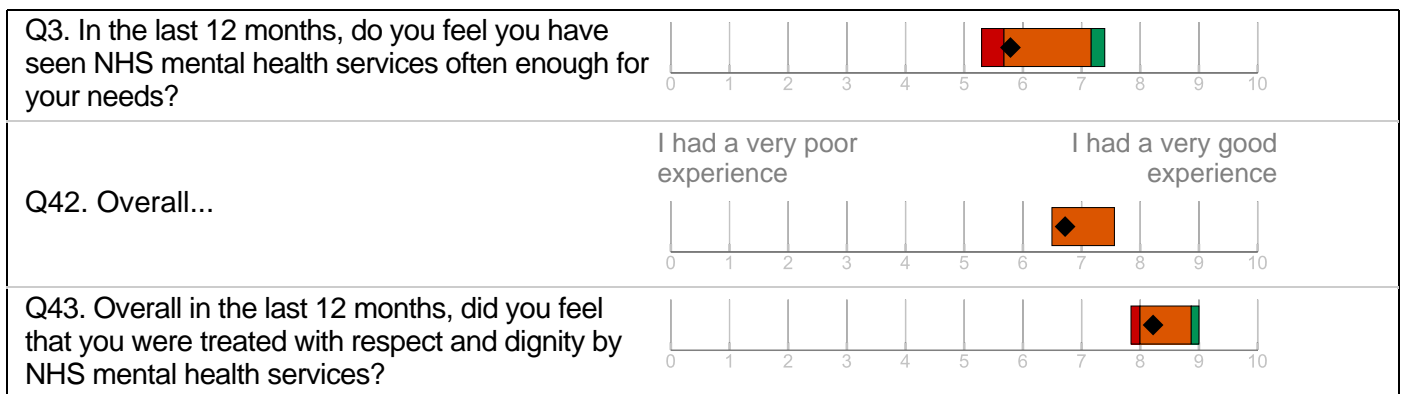 Q3. In the last 12 months, do you feel you have
seen NHS mental health services often enough for
your needs?
0 1 2 3 4 5 6 7 8 9 10
I had a very poor
experience
I had a very good
experience
Q42. Overall...
0 1 2 3 4 5 6 7 8 9 10
Q43. Overall in the last 12 months, did you feel
that you were treated with respect and dignity by
NHS mental health services?
0 1 2 3 4 5 6 7 8 9 10